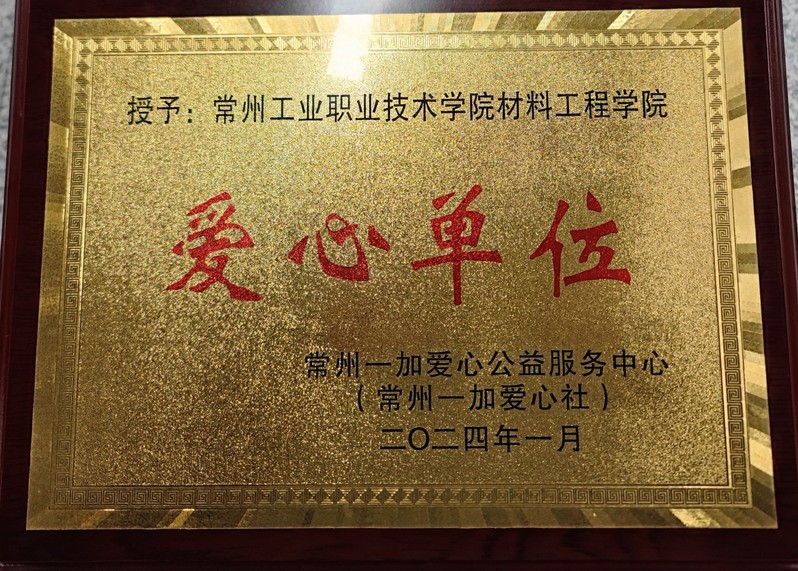 授予：常州工业职业技术学院材料工程学院
爱心单位
常州一加爱心公益服务中心
（常州一加爱心社）
二〇二四年一月